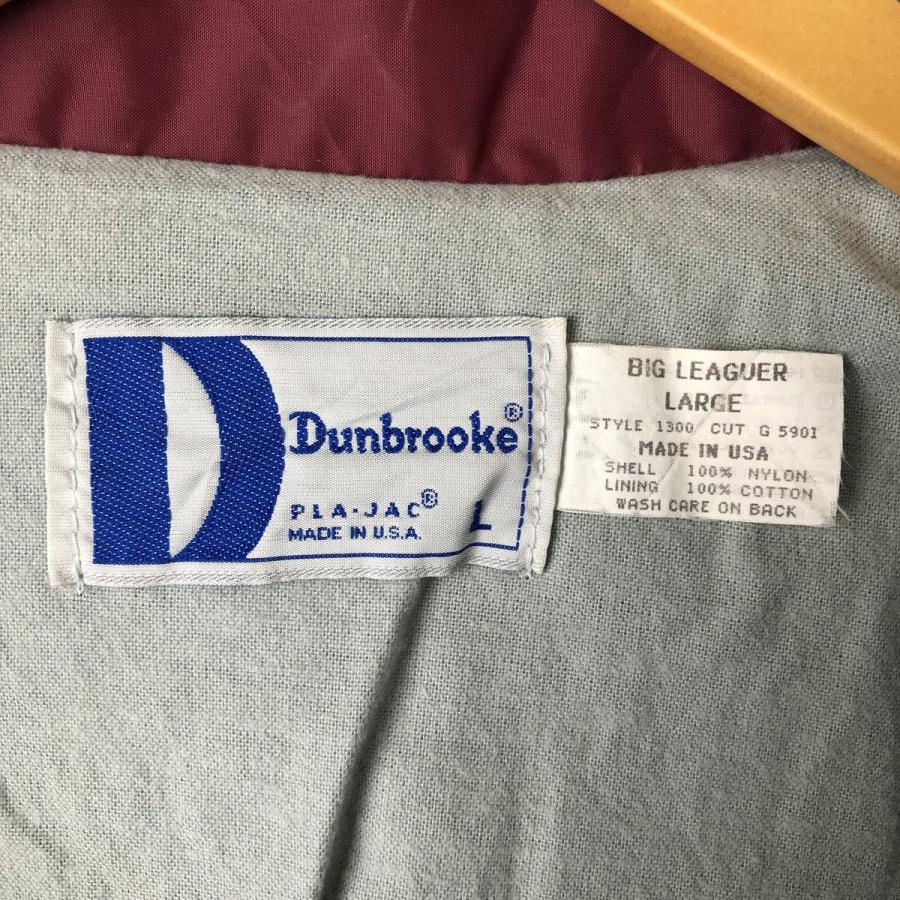 Dunbrooke®
PLA-JAC®
MADE IN U.S.A.
L
BIG LEAGUER
LARGE
STYLE 1300 CUT G 5901
MADE IN USA
SHELL 100% NYLON
LINING 100% COTTON
WASH CARE ON BACK